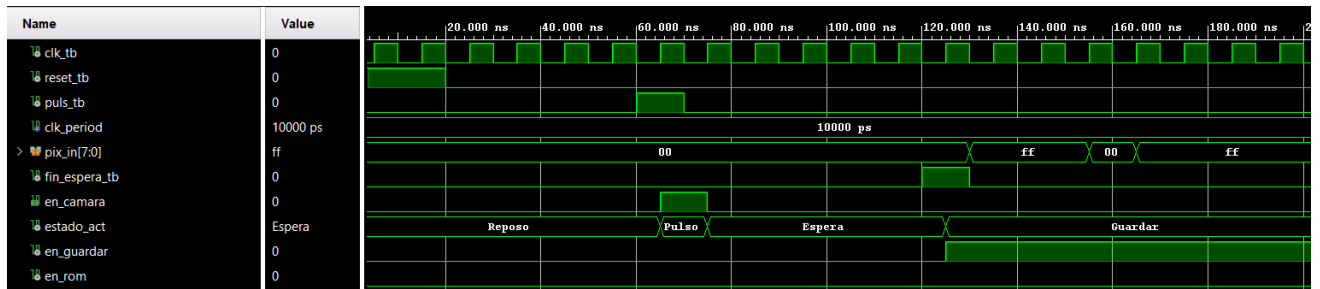 Name Value
20.000 ns 40.000 ns 60.000 ns 80.000 ns 100.000 ns 120.000 ns 140.000 ns 160.000 ns 180.000 ns 2
clk_tb 0
reset_tb 0
puls_tb 0
clk_period 10000 ps 10000 ps
pix_in[7:0] ff 00 ff 00 ff
fin_espera_tb 0
en_camara 0
estado_act Espera Reposo Pulso Espera Guardar
en_guardar 0
en_rom 0